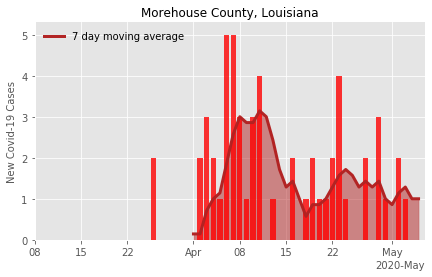 Morehouse County, Louisiana
7 day moving average
New Covid-19 Cases
5
4
3
2
1
0
08 15 22 Apr 08 15 22 May
2020-May